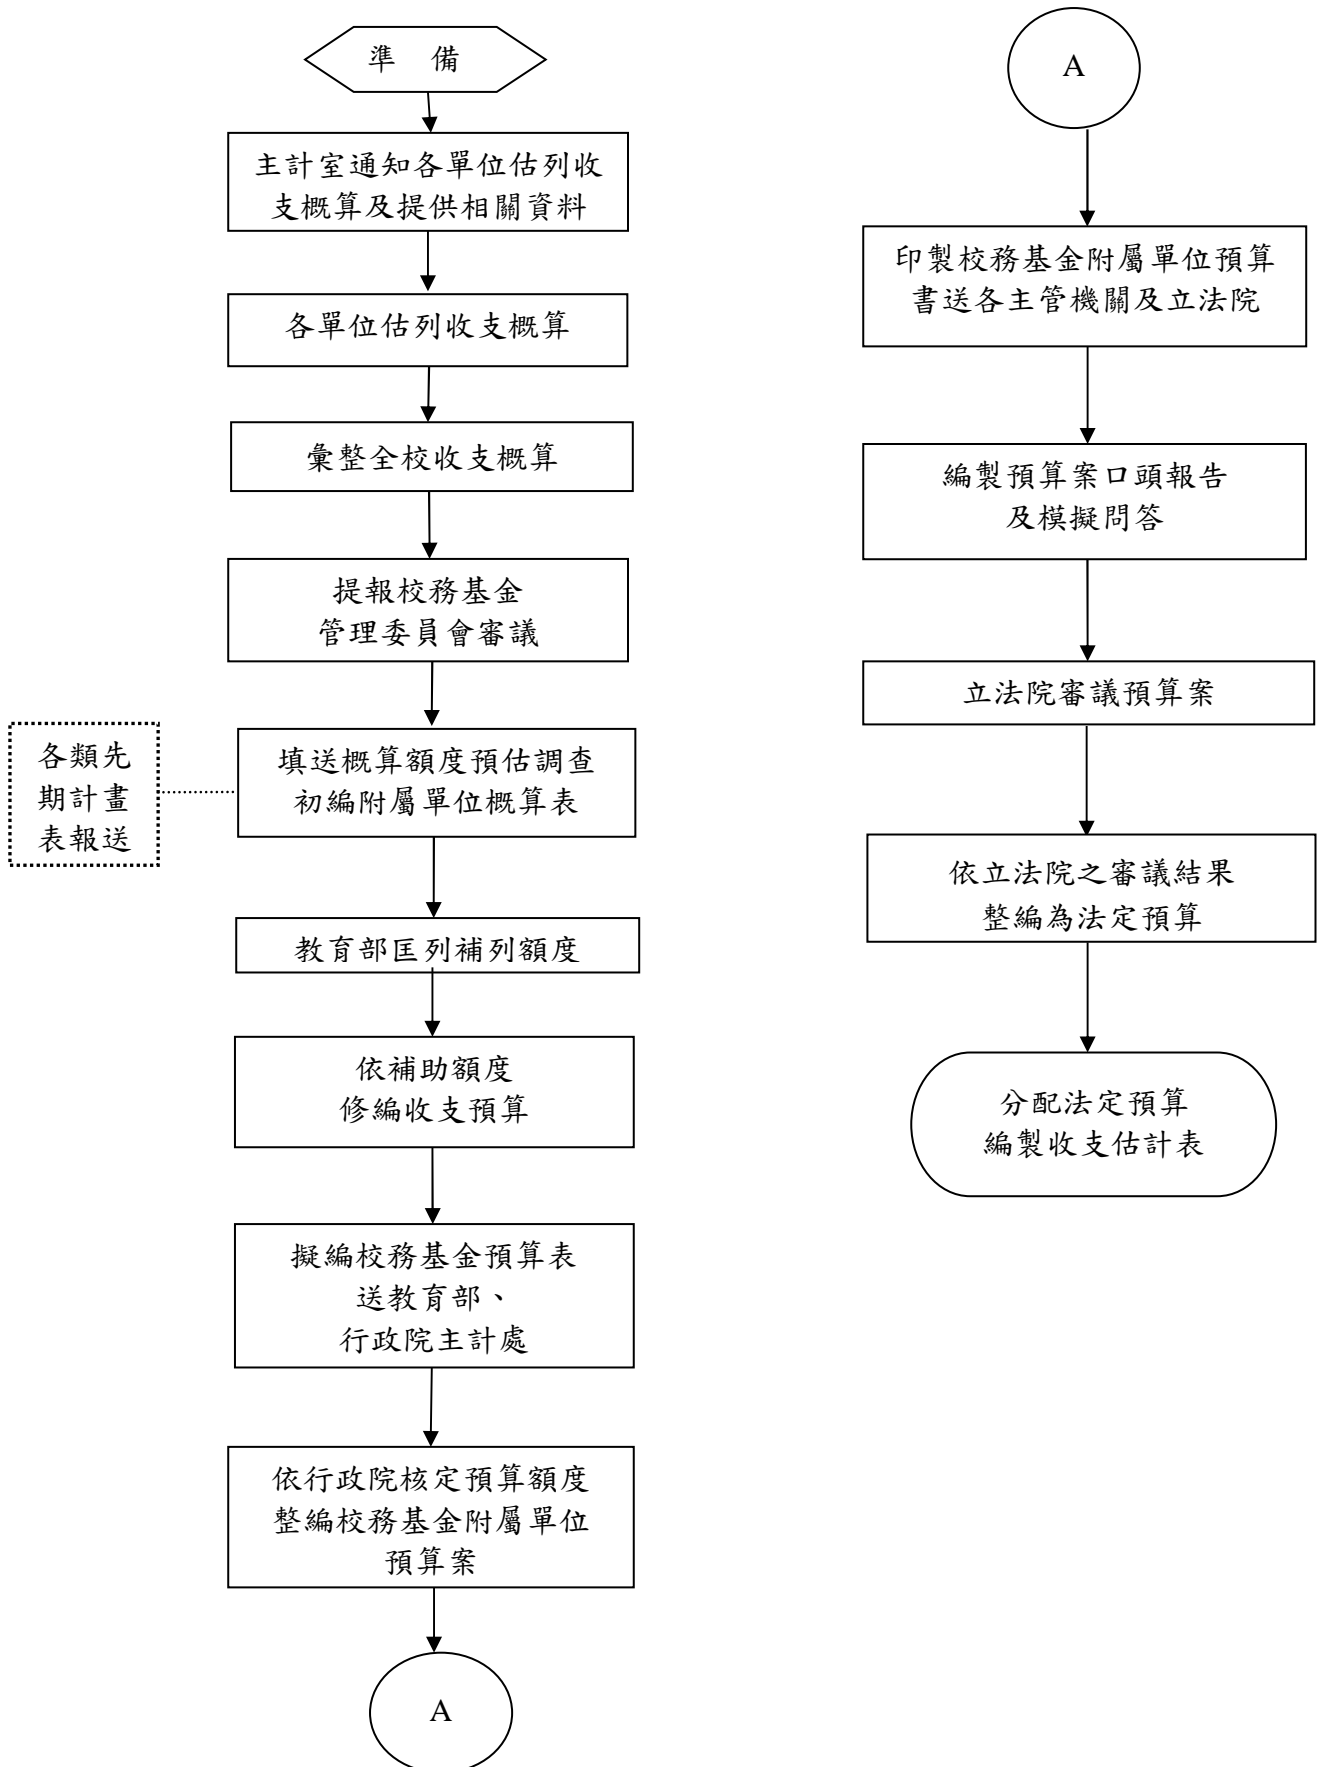 準 備
主計室通知各單位估列收
支概算及提供相關資料
各單位估列收支概算
彙整全校收支概算
提報校務基金
管理委員會審議
各類先
期計畫
表報送
填送概算額度預估調查
初編附屬單位概算表
教育部匡列補列額度
依補助額度
修編收支預算
擬編校務基金預算表
送教育部、
行政院主計處
依行政院核定預算額度
整編校務基金附屬單位
預算案
A
A
印製校務基金附屬單位預算
書送各主管機關及立法院
編製預算案口頭報告
及模擬問答
立法院審議預算案
依立法院之審議結果
整編為法定預算
分配法定預算
編製收支估計表